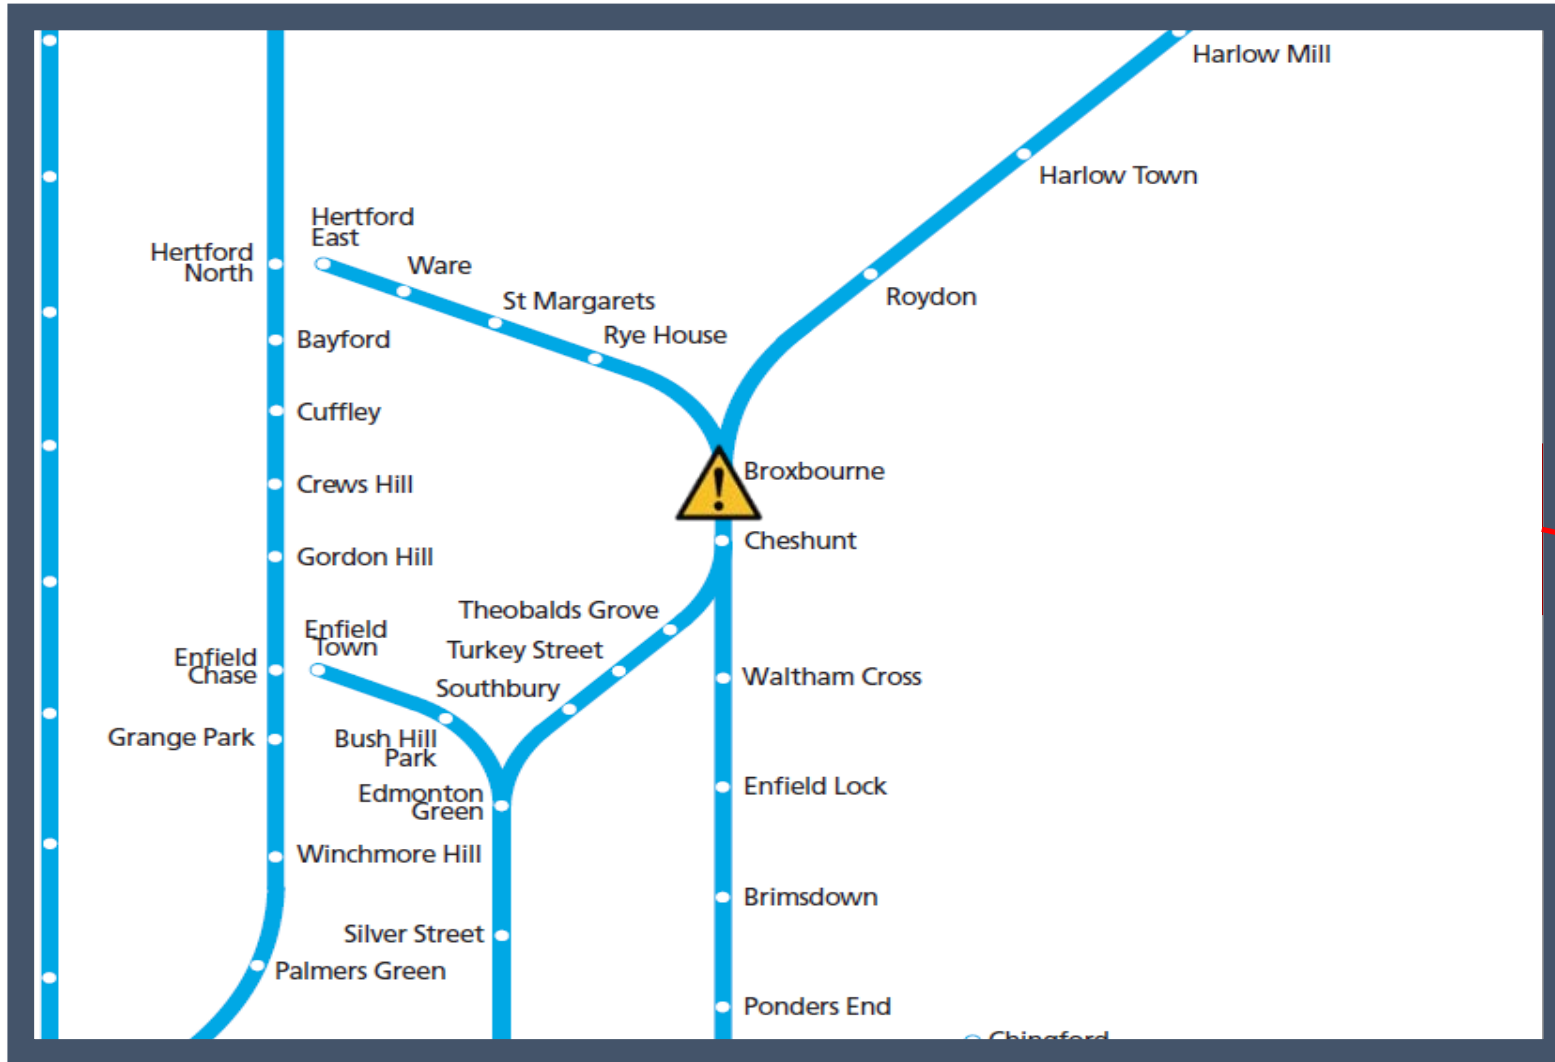 Harlow Mill
Harlow Town
Hertford
East
Hertford
North
Ware
St Margarets
Roydon
Rye House
Bayford
Cuffley
Broxbourne
Crews Hill
Cheshunt
Gordon Hill
Theobalds Grove
Enfield
Town
Turkey Street
Enfield
Chase
Waltham Cross
Southbury
Grange Park
Bush Hill
Park
Enfield Lock
Edmonton
Green
Winchmore Hill
Brimsdown
Silver Street
Palmers Green
Ponders End
Chingford